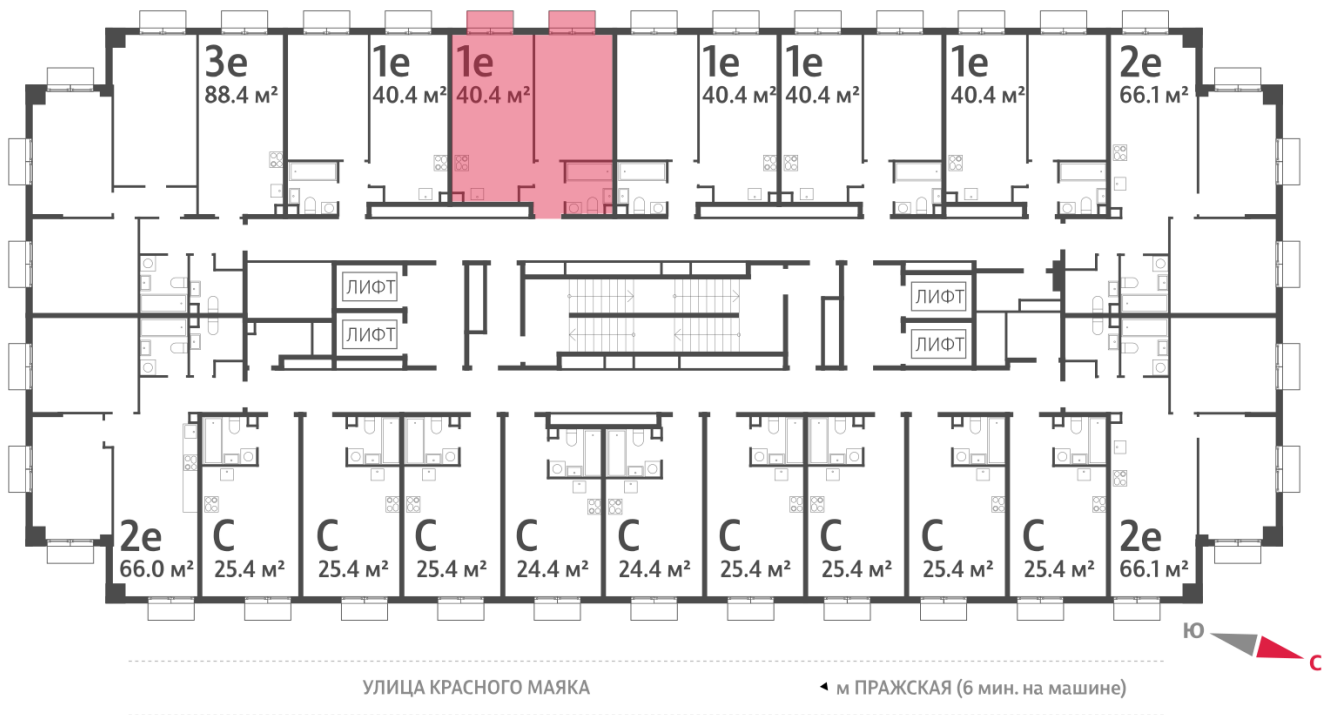 3е
88.4 м²
1е
40.4 м²
1е
40.4 м²
1е
40.4 м²
1е
40.4 м²
1е
40.4 м²
2е
66.1 м²
ЛИФТ
ЛИФТ
ЛИФТ
ЛИФТ
2е
66.0 м²
С
25.4 м²
С
25.4 м²
С
25.4 м²
С
24.4 м²
С
24.4 м²
С
25.4 м²
С
25.4 м²
С
25.4 м²
С
25.4 м²
2е
66.1 м²
Ю
С
УЛИЦА КРАСНОГО МАЯКА
м ПРАЖСКАЯ (6 мин. на машине)